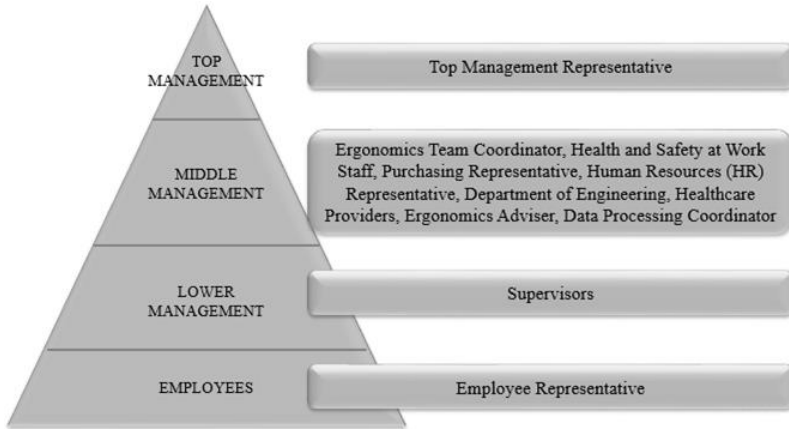 TOP
MANAGEMENT
Top Management Representative
MIDDLE
MANAGEMENT
Ergonomics Team Coordinator, Health and Safety at Work
Staff, Purchasing Representative, Human Resources (HR)
Representative, Department of Engineering, Healthcare
Providers, Ergonomics Adviser, Data Processing Coordinator
LOWER
MANAGEMENT
Supervisors
EMPLOYEES
Employee Representative